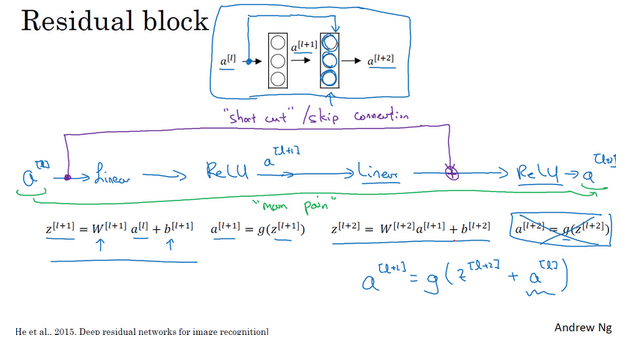 Residual block
a[l] a[l+1] a[l+2]
"short cut" / skip connection
a[l] → Linear → ReLU a[l+1] → Linear → ReLU → a[l+2]
"main path"
z[l+1] = W[l+1] a[l] + b[l+1] a[l+1] = g(z[l+1]) z[l+2] = W[l+2]a[l+1] + b[l+2] a[l+2] = g(z[l+2])
a[l+2] = g(z[l+2] + a[l])
He et al., 2015. Deep residual networks for image recognition]
Andrew Ng